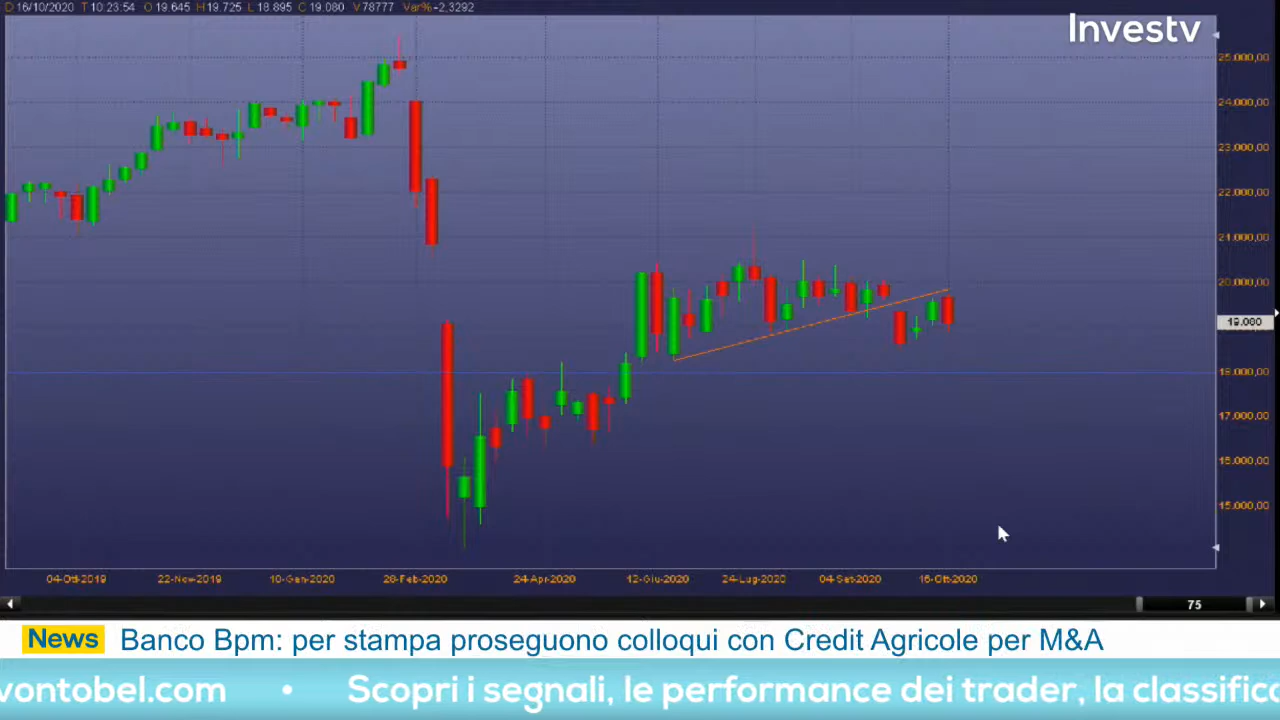 D 16/10/2020 T 10:23:54 O 19.645 H 19.725 L 18.895 C 19.080 V 78777 Var% -2,3292
Investv
25.000,00
24.000,00
23.000,00
22.000,00
21.000,00
20.000,00
19.080
18.000,00
17.000,00
16.000,00
15.000,00
04-Ott-2019 22-Nov-2019 10-Gen-2020 28-Feb-2020 24-Apr-2020 12-Giu-2020 24-Lug-2020 04-Set-2020 16-Ott-2020
75
News Banco Bpm: per stampa proseguono colloqui con Credit Agricole per M&A
vontobel.com • Scopri i segnali, le performance dei trader, la classifica